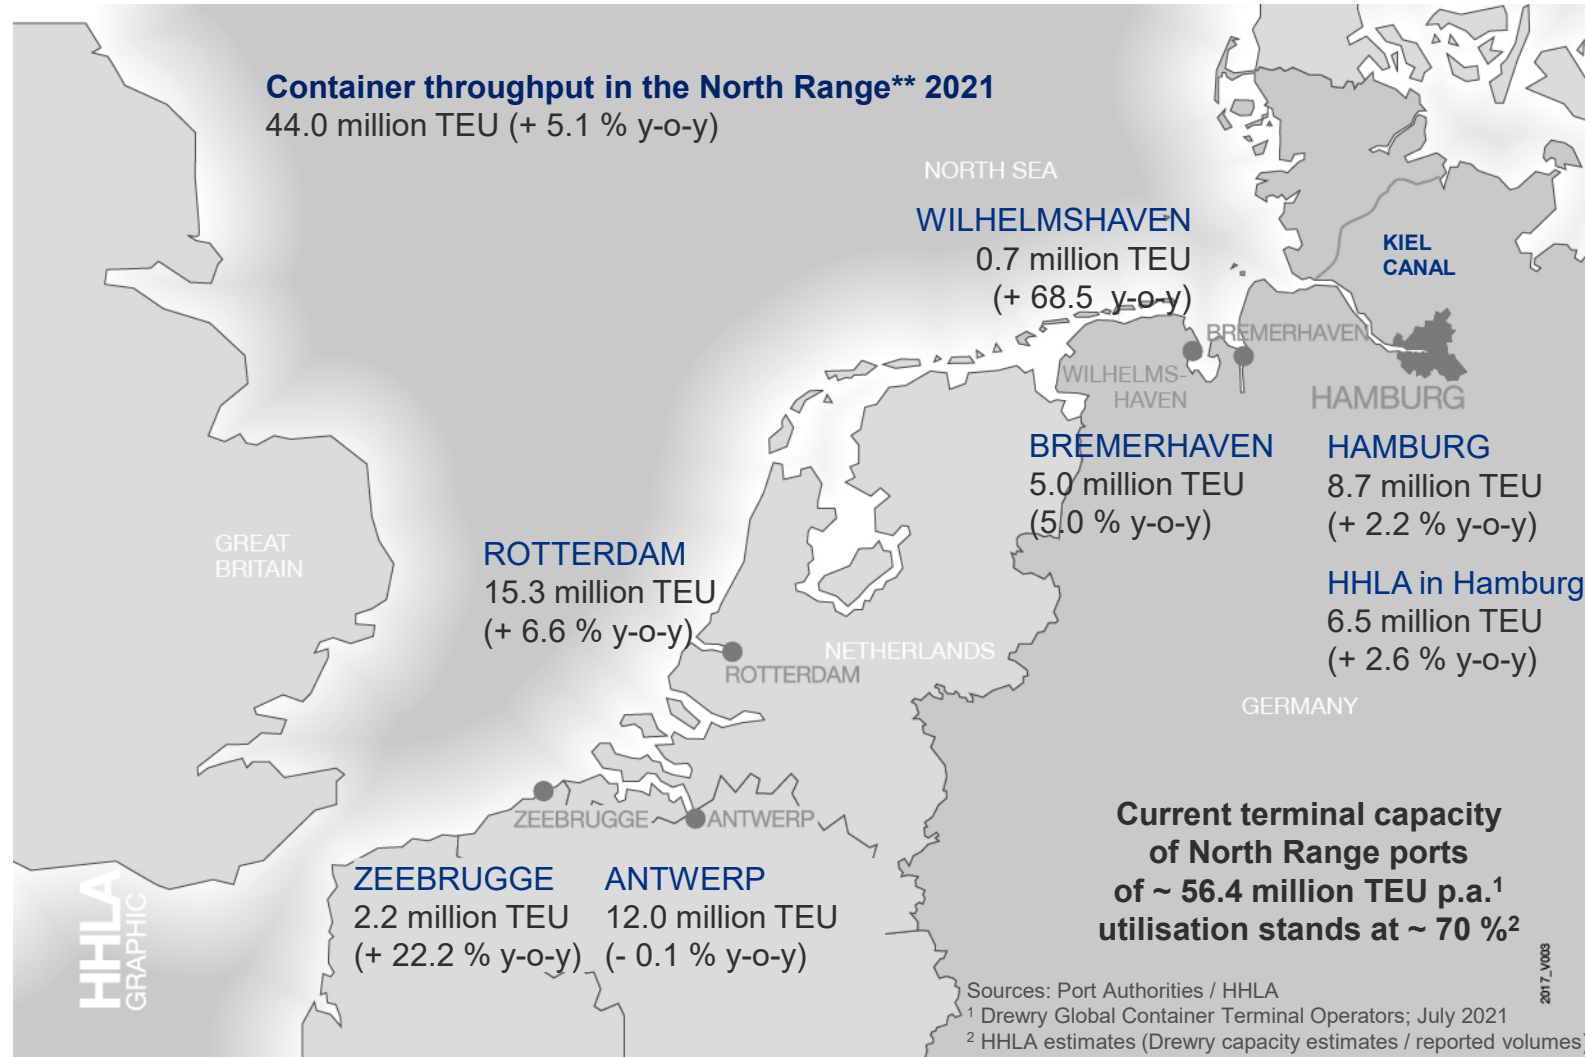 Container throughput in the North Range** 2021
44.0 million TEU (+ 5.1 % y-o-y)
NORTH SEA
WILHELMSHAVEN
0.7 million TEU
(+ 68.5  y-o-y)
KIEL
CANAL
BREMERHAVEN
WILHELMS-
HAVEN
HAMBURG
BREMERHAVEN
5.0 million TEU
(5.0 % y-o-y)
HAMBURG
8.7 million TEU
(+ 2.2 % y-o-y)
HHLA in Hamburg
6.5 million TEU
(+ 2.6 % y-o-y)
GREAT
BRITAIN
ROTTERDAM
15.3 million TEU
(+ 6.6 % y-o-y)
NETHERLANDS
ROTTERDAM
GERMANY
ZEEBRUGGE
ANTWERP
ZEEBRUGGE
2.2 million TEU
(+ 22.2 % y-o-y)
ANTWERP
12.0 million TEU
(- 0.1 % y-o-y)
Current terminal capacity
of North Range ports
of ~ 56.4 million TEU p.a.¹
utilisation stands at ~ 70 %²
HHLA
GRAPHIC
2017_V003
Sources: Port Authorities / HHLA
¹ Drewry Global Container Terminal Operators; July 2021
² HHLA estimates (Drewry capacity estimates / reported volumes)